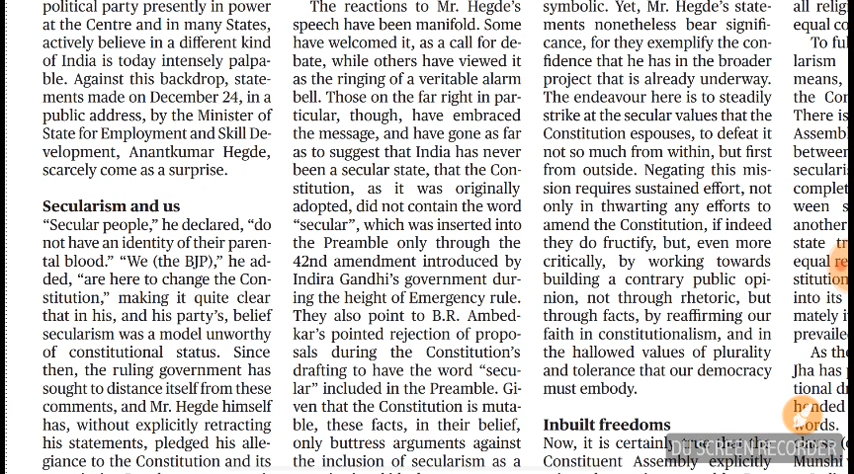 political party presently in power
at the Centre and in many States,
actively believe in a different kind
of India is today intensely palpa-
ble. Against this backdrop, state-
ments made on December 24, in a
public address, by the Minister of
State for Employment and Skill De-
velopment, Anantkumar Hegde,
scarcely come as a surprise.
Secularism and us
“Secular people,” he declared, “do
not have an identity of their paren-
tal blood.” “We (the BJP),” he ad-
ded, “are here to change the Con-
stitution,” making it quite clear
that in his, and his party’s, belief
secularism was a model unworthy
of constitutional status. Since
then, the ruling government has
sought to distance itself from these
comments, and Mr. Hegde himself
has, without explicitly retracting
his statements, pledged his alle-
giance to the Constitution and its
The reactions to Mr. Hegde’s
speech have been manifold. Some
have welcomed it, as a call for de-
bate, while others have viewed it
as the ringing of a veritable alarm
bell. Those on the far right in par-
ticular, though, have embraced
the message, and have gone as far
as to suggest that India has never
been a secular state, that the Con-
stitution, as it was originally
adopted, did not contain the word
“secular”, which was inserted into
the Preamble only through the
42nd amendment introduced by
Indira Gandhi’s government dur-
ing the height of Emergency rule.
They also point to B.R. Ambed-
kar’s pointed rejection of propo-
sals during the Constitution’s
drafting to have the word “secu-
lar” included in the Preamble. Gi-
ven that the Constitution is muta-
ble, these facts, in their belief,
only buttress arguments against
the inclusion of secularism as a
symbolic. Yet, Mr. Hegde’s state-
ments nonetheless bear signifi-
cance, for they exemplify the con-
fidence that he has in the broader
project that is already underway.
The endeavour here is to steadily
strike at the secular values that the
Constitution espouses, to defeat it
not so much from within, but first
from outside. Negating this mis-
sion requires sustained effort, not
only in thwarting any efforts to
amend the Constitution, if indeed
they do fructify, but, even more
critically, by working towards
building a contrary public opi-
nion, not through rhetoric, but
through facts, by reaffirming our
faith in constitutionalism, and in
the hallowed values of plurality
and tolerance that our democracy
must embody.
Inbuilt freedoms
Now, it is certainly true that the
Constituent Assembly explicitly
all relig
equal co
To ful
larism
means,
the Con
There is
Assemb
between
seculari
complet
ween s
another
state tr
equal re
stitution
into its
mately i
prevaile
As the
Jha has
tional d
hended
words.
Munshi
DU SCREEN RECORDER